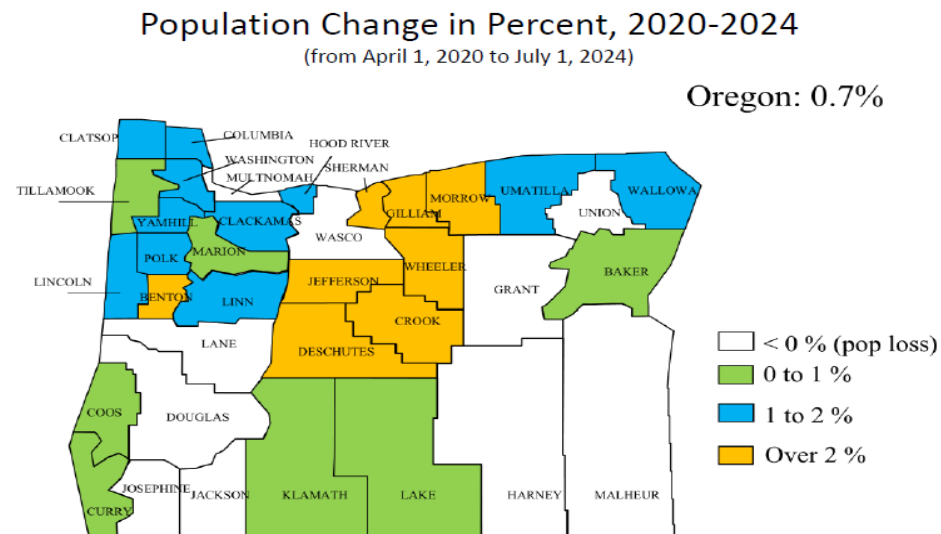 Population Change in Percent, 2020-2024
(from April 1, 2020 to July 1, 2024)
Oregon: 0.7%
CLATSOP
COLUMBIA
HOOD RIVER
WASHINGTON
SHERMAN
MULTNOMAH
TILLAMOOK
GILLIAM
MORROW
UMATILLA
WALLOWA
UNION
YAMHILL
CLACKAMAS
WASCO
MARION
POLK
WHEELER
BAKER
LINCOLN
JEFFERSON
GRANT
BENTON
LINN
CROOK
LANE
DESCHUTES
< 0 % (pop loss)
0 to 1 %
1 to 2 %
Over 2 %
COOS
DOUGLAS
JOSEPHINE
JACKSON
KLAMATH
LAKE
HARNEY
MALHEUR
CURRY